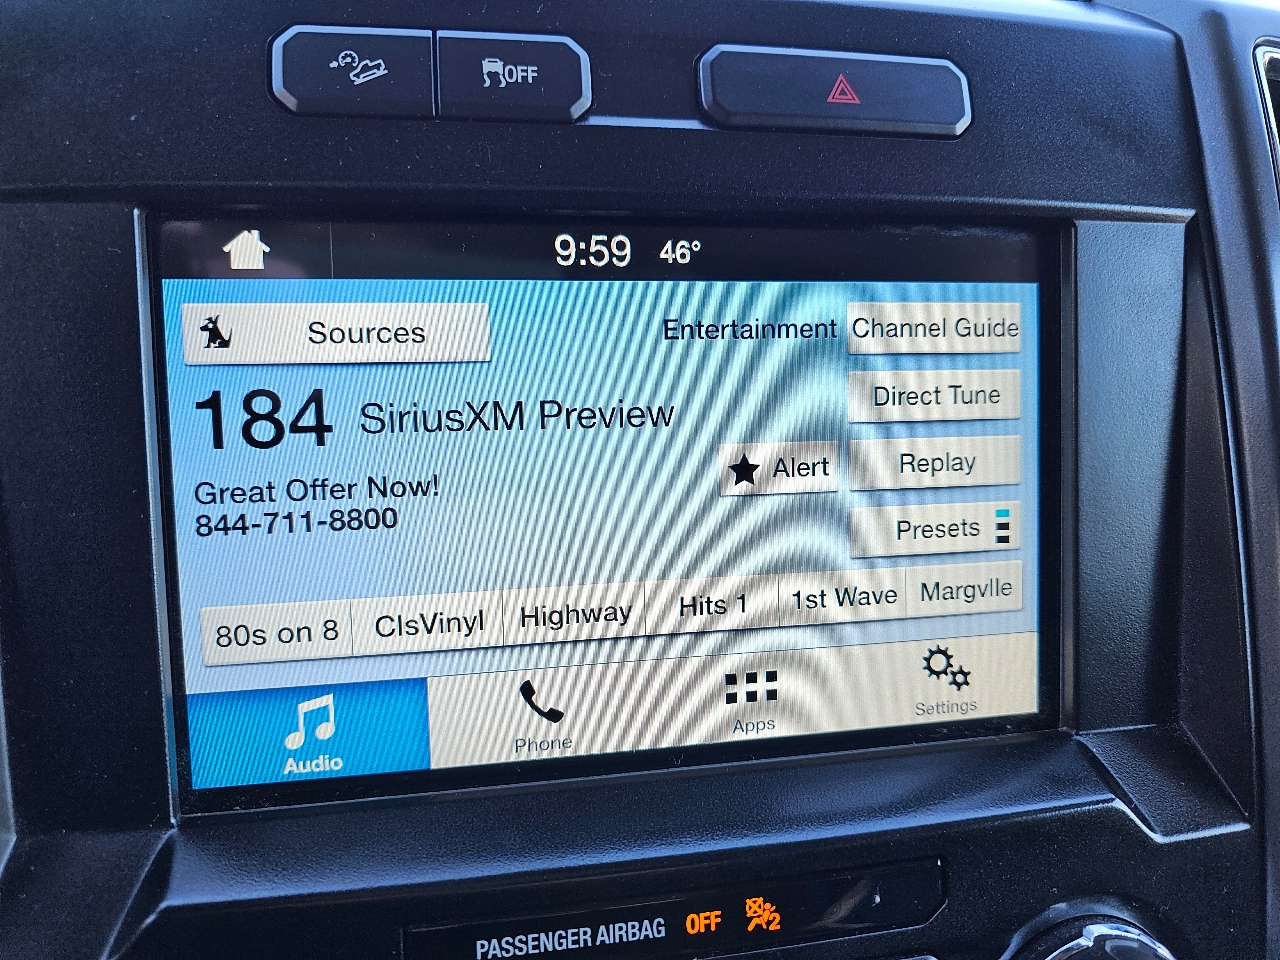 OFF
9:59 46°
Sources
Entertainment
Channel Guide
184 SiriusXM Preview
Direct Tune
Alert
Replay
Great Offer Now!
844-711-8800
Presets
80s on 8 ClsVinyl Highway Hits 1 1st Wave Margvlle
Audio Phone Apps Settings
PASSENGER AIRBAG OFF 2